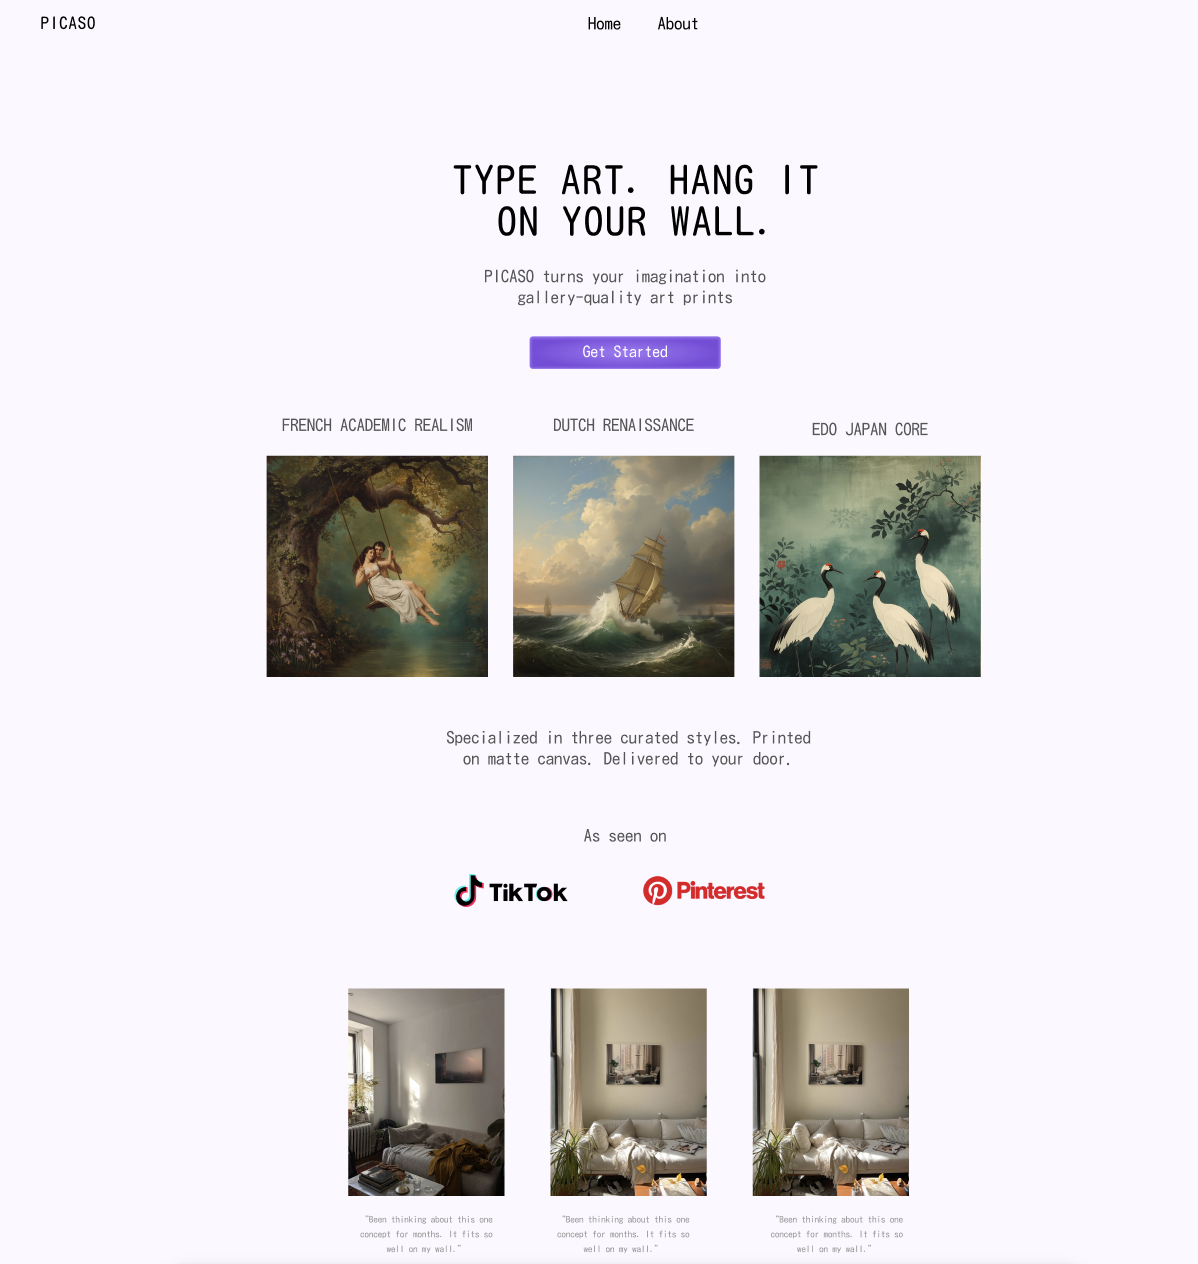 PICASO
Home
About
TYPE ART. HANG IT
ON YOUR WALL.
PICASO turns your imagination into
gallery-quality art prints
Get Started
FRENCH ACADEMIC REALISM
DUTCH RENAISSANCE
EDO JAPAN CORE
Specialized in three curated styles. Printed
on matte canvas. Delivered to your door.
As seen on
TikTok
Pinterest
"Been thinking about this one
concept for months. It fits so
well on my wall."
"Been thinking about this one
concept for months. It fits so
well on my wall."
"Been thinking about this one
concept for months. It fits so
well on my wall."